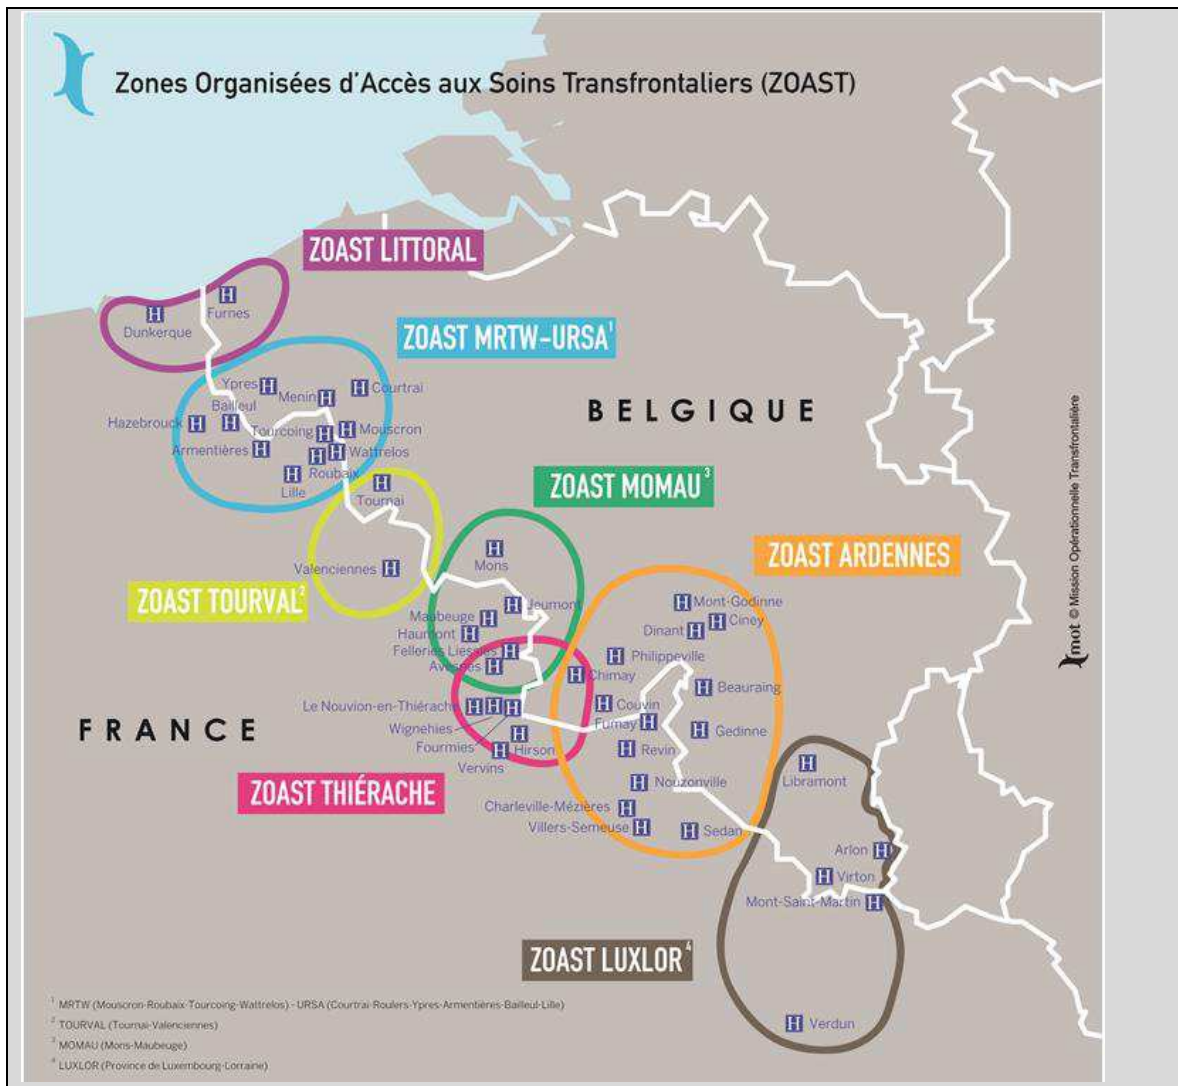 Zones Organisées d'Accès aux Soins Transfrontaliers (ZOAST)
ZOAST LITTORAL
Furnes
Dunkerque
ZOAST MRTW-URSA¹
Ypres
Menin
Courtrai
Bailleul
Hazebrouck
Tourcoing
Mouscron
Armentières
Wattrelos
Roubaix
Lille
BELGIQUE
Tournai
ZOAST MOMAU³
Valenciennes
Mons
ZOAST ARDENNES
ZOAST TOURVAL²
Jeumont
Maubeuge
Haumont
Felleries Liessies
Avesnes
Mont-Godinne
Ciney
Dinant
Philippeville
Chimay
Beauraing
Le Nouvion-en-Thiérache
Couvin
Wignehies
Fumay
Gedinne
FRANCE
Fourmies
Hirson
Revin
Vervins
Libramont
ZOAST THIÉRACHE
Nouzonville
Charleville-Mézières
Villers-Semeuse
Sedan
Arlon
Virton
Mont-Saint-Martin
ZOAST LUXLOR⁴
Verdun
mot © Mission Opérationnelle Transfrontalière
¹ MRTW (Mouscron-Roubaix-Tourcoing-Wattrelos) - URSA (Courtrai-Roulers-Ypres-Armentières-Bailleul-Lille)
² TOURVAL (Tournai-Valenciennes)
³ MOMAU (Mons-Maubeuge)
⁴ LUXLOR (Province de Luxembourg-Lorraine)